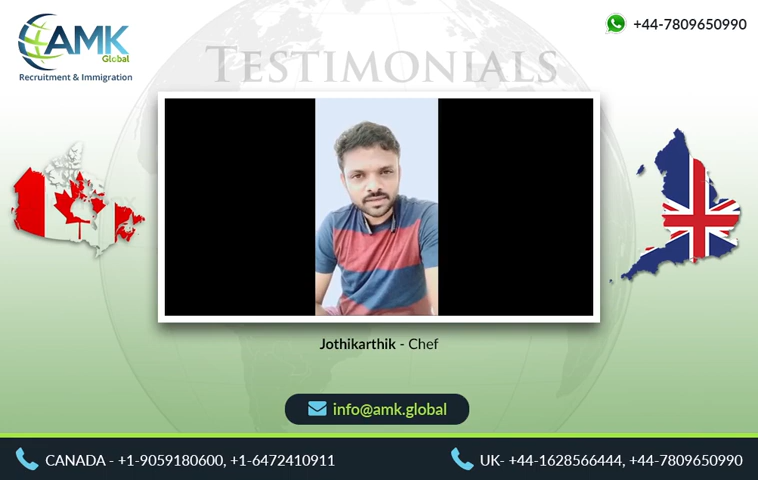 AMK
Global
Recruitment & Immigration
+44-7809650990
TESTIMONIALS
Jothikarthik - Chef
info@amk.global
CANADA - +1-9059180600, +1-6472410911
UK- +44-1628566444, +44-7809650990